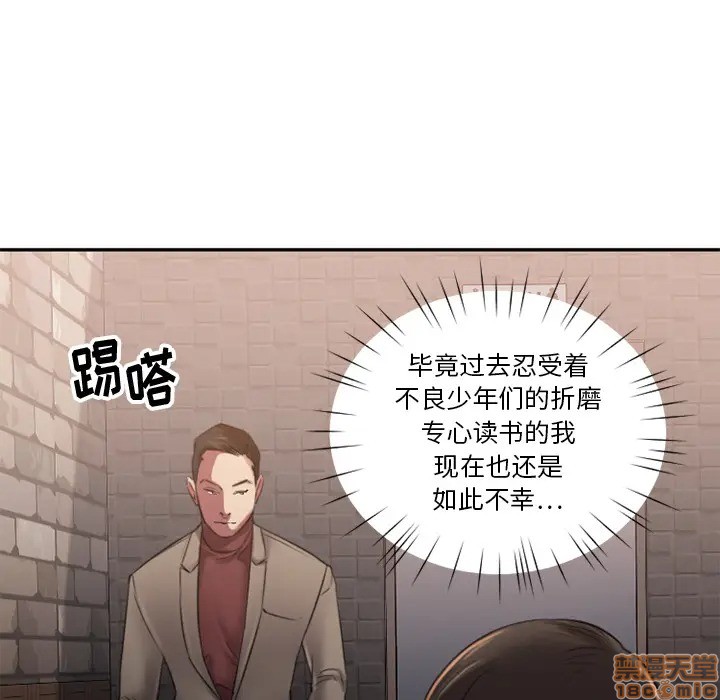 踢嗒
毕竟过去忍受着
不良少年们的折磨
专心读书的我
现在也还是
如此不幸...
禁漫天堂
18COMIC